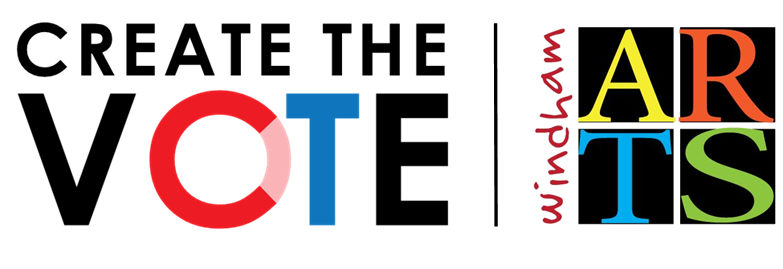 CREATE THE
VOTE
windham
AR
TS